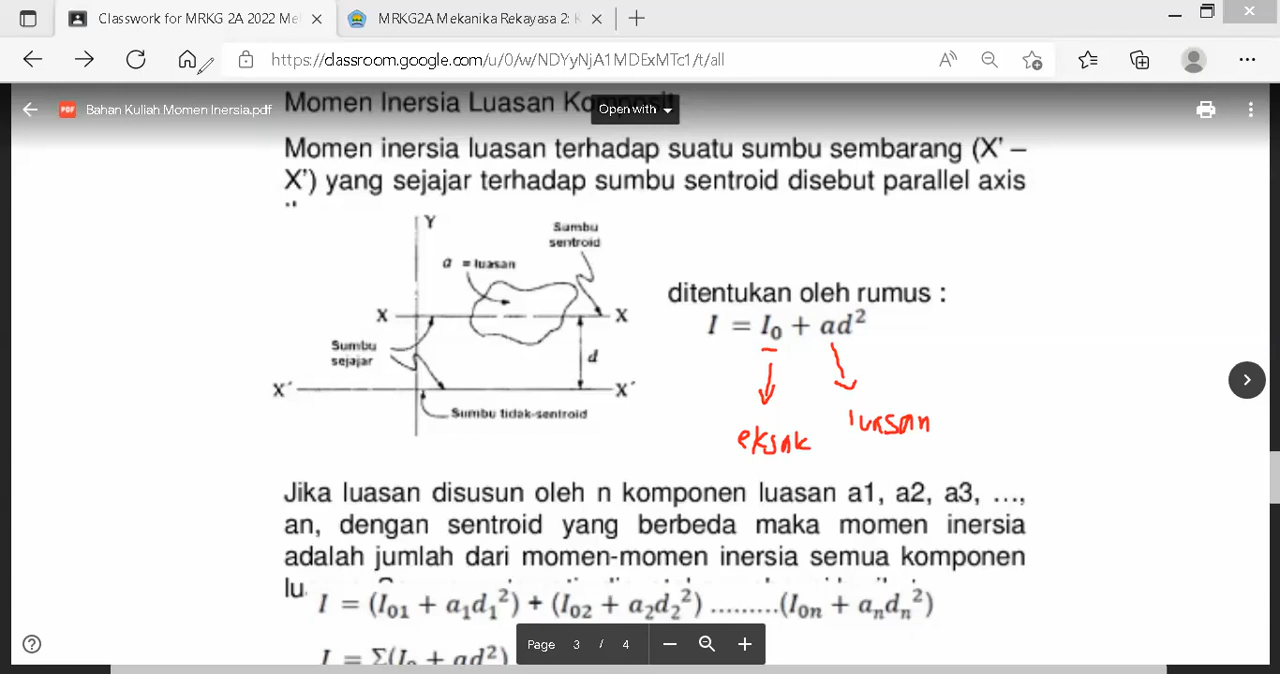 Classwork for MRKG 2A 2022 Me
MRKG2A Mekanika Rekayasa 2:
https://classroom.google.com/u/0/w/NDYyNjA1MDExMTc1/t/all
Bahan Kuliah Momen Inersia.pdf
Open with
Momen Inersia Luasan
Momen inersia luasan terhadap suatu sumbu sembarang (X' –
X') yang sejajar terhadap sumbu sentroid disebut parallel axis
Y
Sumbu
sentroid
a = luasan
X
X
Sumbu
sejajar
d
X´
X´
Sumbu tidak-sentroid
ditentukan oleh rumus :
I = I₀ + ad²
eksak
luasan
Jika luasan disusun oleh n komponen luasan a1, a2, a3, …,
an, dengan sentroid yang berbeda maka momen inersia
adalah jumlah dari momen-momen inersia semua komponen
I = (I₀₁ + a₁d₁²) + (I₀₂ + a₂d₂²) .........(I₀ₙ + aₙdₙ²)
I = Σ(I₀ + ad²)
Page 3 / 4